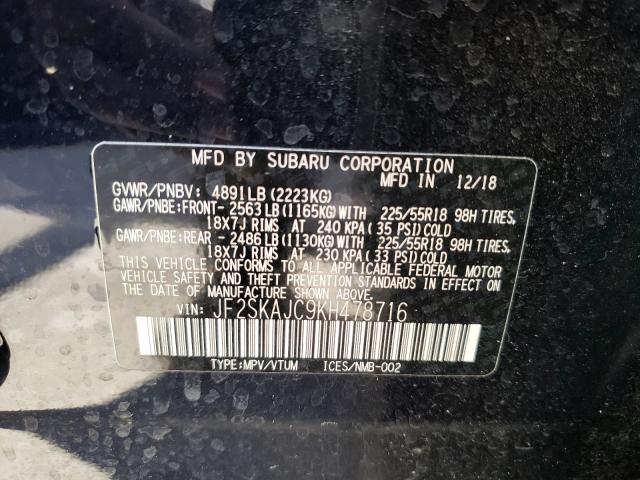 MFD BY SUBARU CORPORATION
MFD IN 12/18
GVWR/PNBV: 4891LB(2223KG)
GAWR/PNBE:FRONT-2563LB(1165KG)WITH 225/55R18 98H TIRES,
18X7J RIMS AT 240 KPA(35 PSI)COLD
GAWR/PNBE:REAR -2486LB(1130KG)WITH 225/55R18 98H TIRES,
18X7J RIMS AT 230 KPA(33 PSI)COLD
THIS VEHICLE CONFORMS TO ALL APPLICABLE FEDERAL MOTOR
VEHICLE SAFETY AND THEFT PREVENTION STANDARDS IN EFFECT ON
THE DATE OF MANUFACTURE SHOWN ABOVE.
VIN: JF2SKAJC9KH478716
TYPE:MPV/VTUM ICES/NMB-002